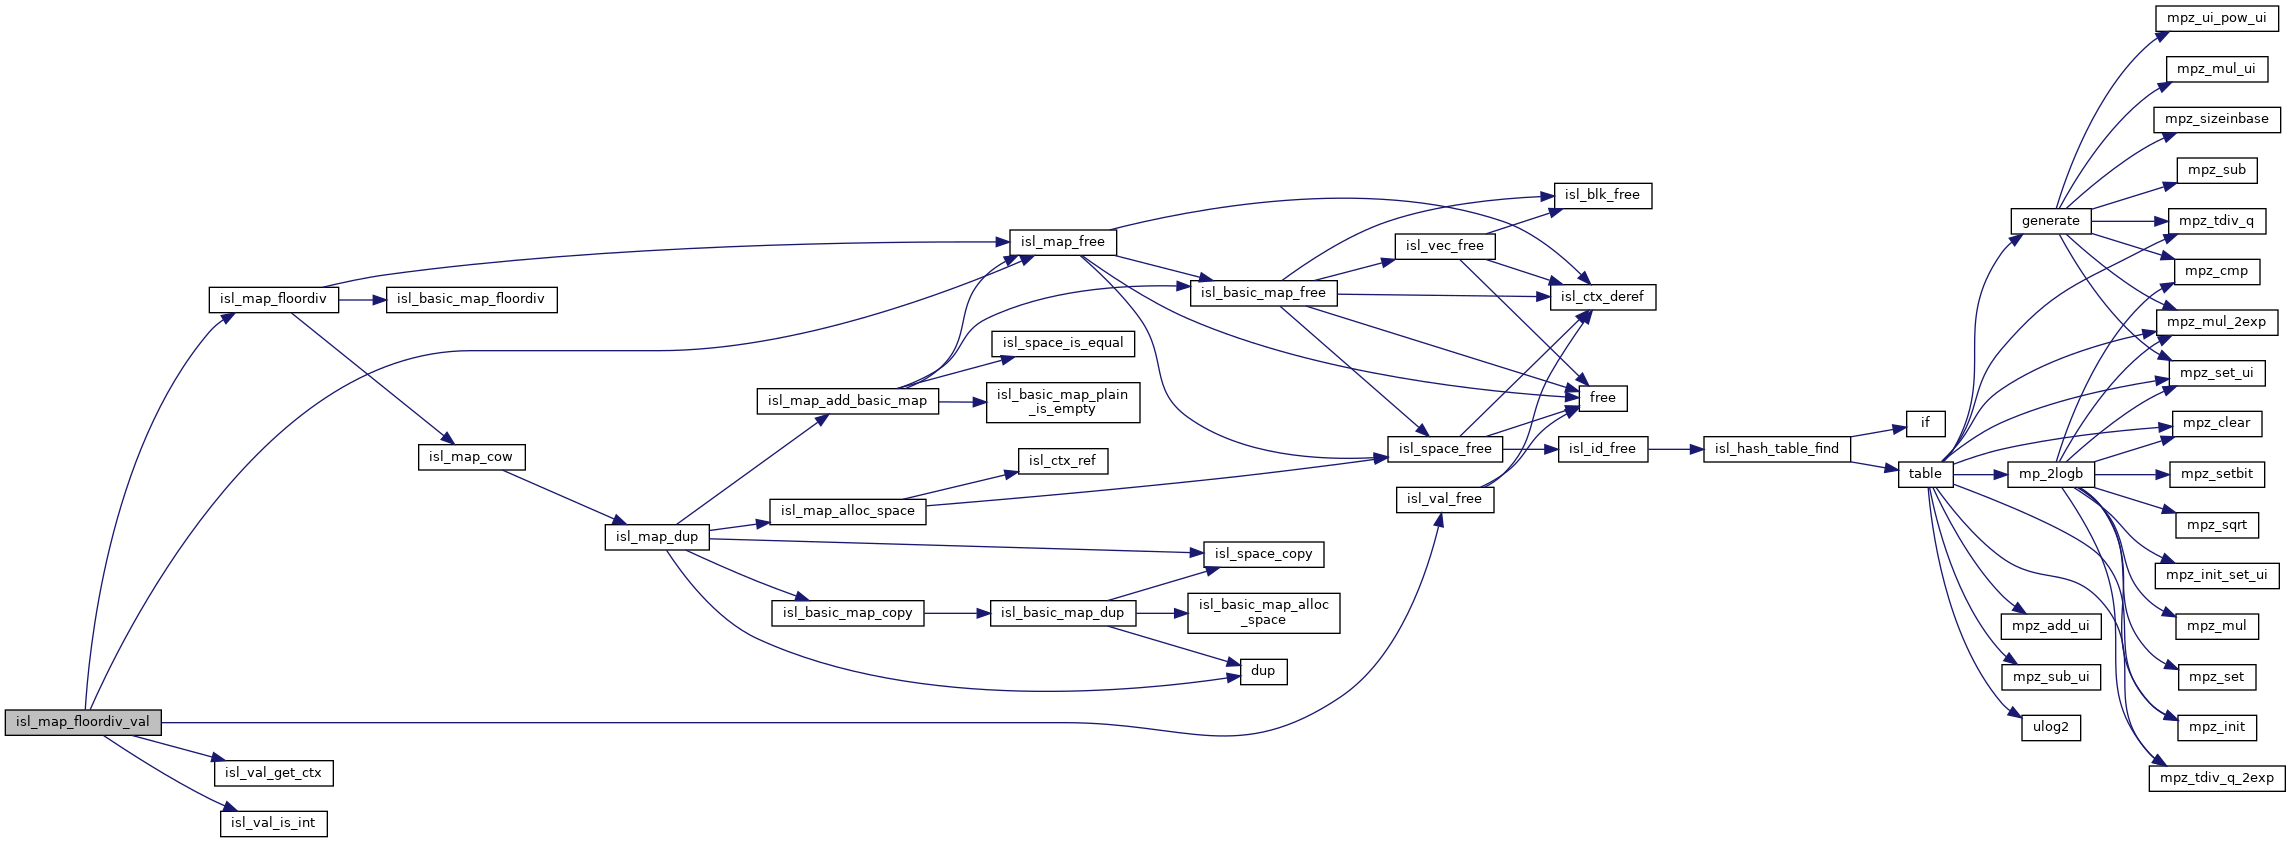 mpz_ui_pow_ui
mpz_mul_ui
mpz_sizeinbase
mpz_sub
isl_blk_free
generate
mpz_tdiv_q
isl_map_free
isl_vec_free
mpz_cmp
isl_map_floordiv
isl_basic_map_floordiv
isl_basic_map_free
isl_ctx_deref
mpz_mul_2exp
isl_space_is_equal
mpz_set_ui
isl_map_add_basic_map
isl_basic_map_plain
_is_empty
free
if
mpz_clear
isl_map_cow
isl_ctx_ref
isl_space_free
isl_id_free
isl_hash_table_find
table
mp_2logb
mpz_setbit
isl_map_alloc_space
isl_val_free
mpz_sqrt
isl_map_dup
isl_space_copy
mpz_init_set_ui
isl_basic_map_copy
isl_basic_map_dup
isl_basic_map_alloc
_space
mpz_add_ui
mpz_mul
dup
mpz_sub_ui
mpz_set
isl_map_floordiv_val
ulog2
mpz_init
isl_val_get_ctx
mpz_tdiv_q_2exp
isl_val_is_int